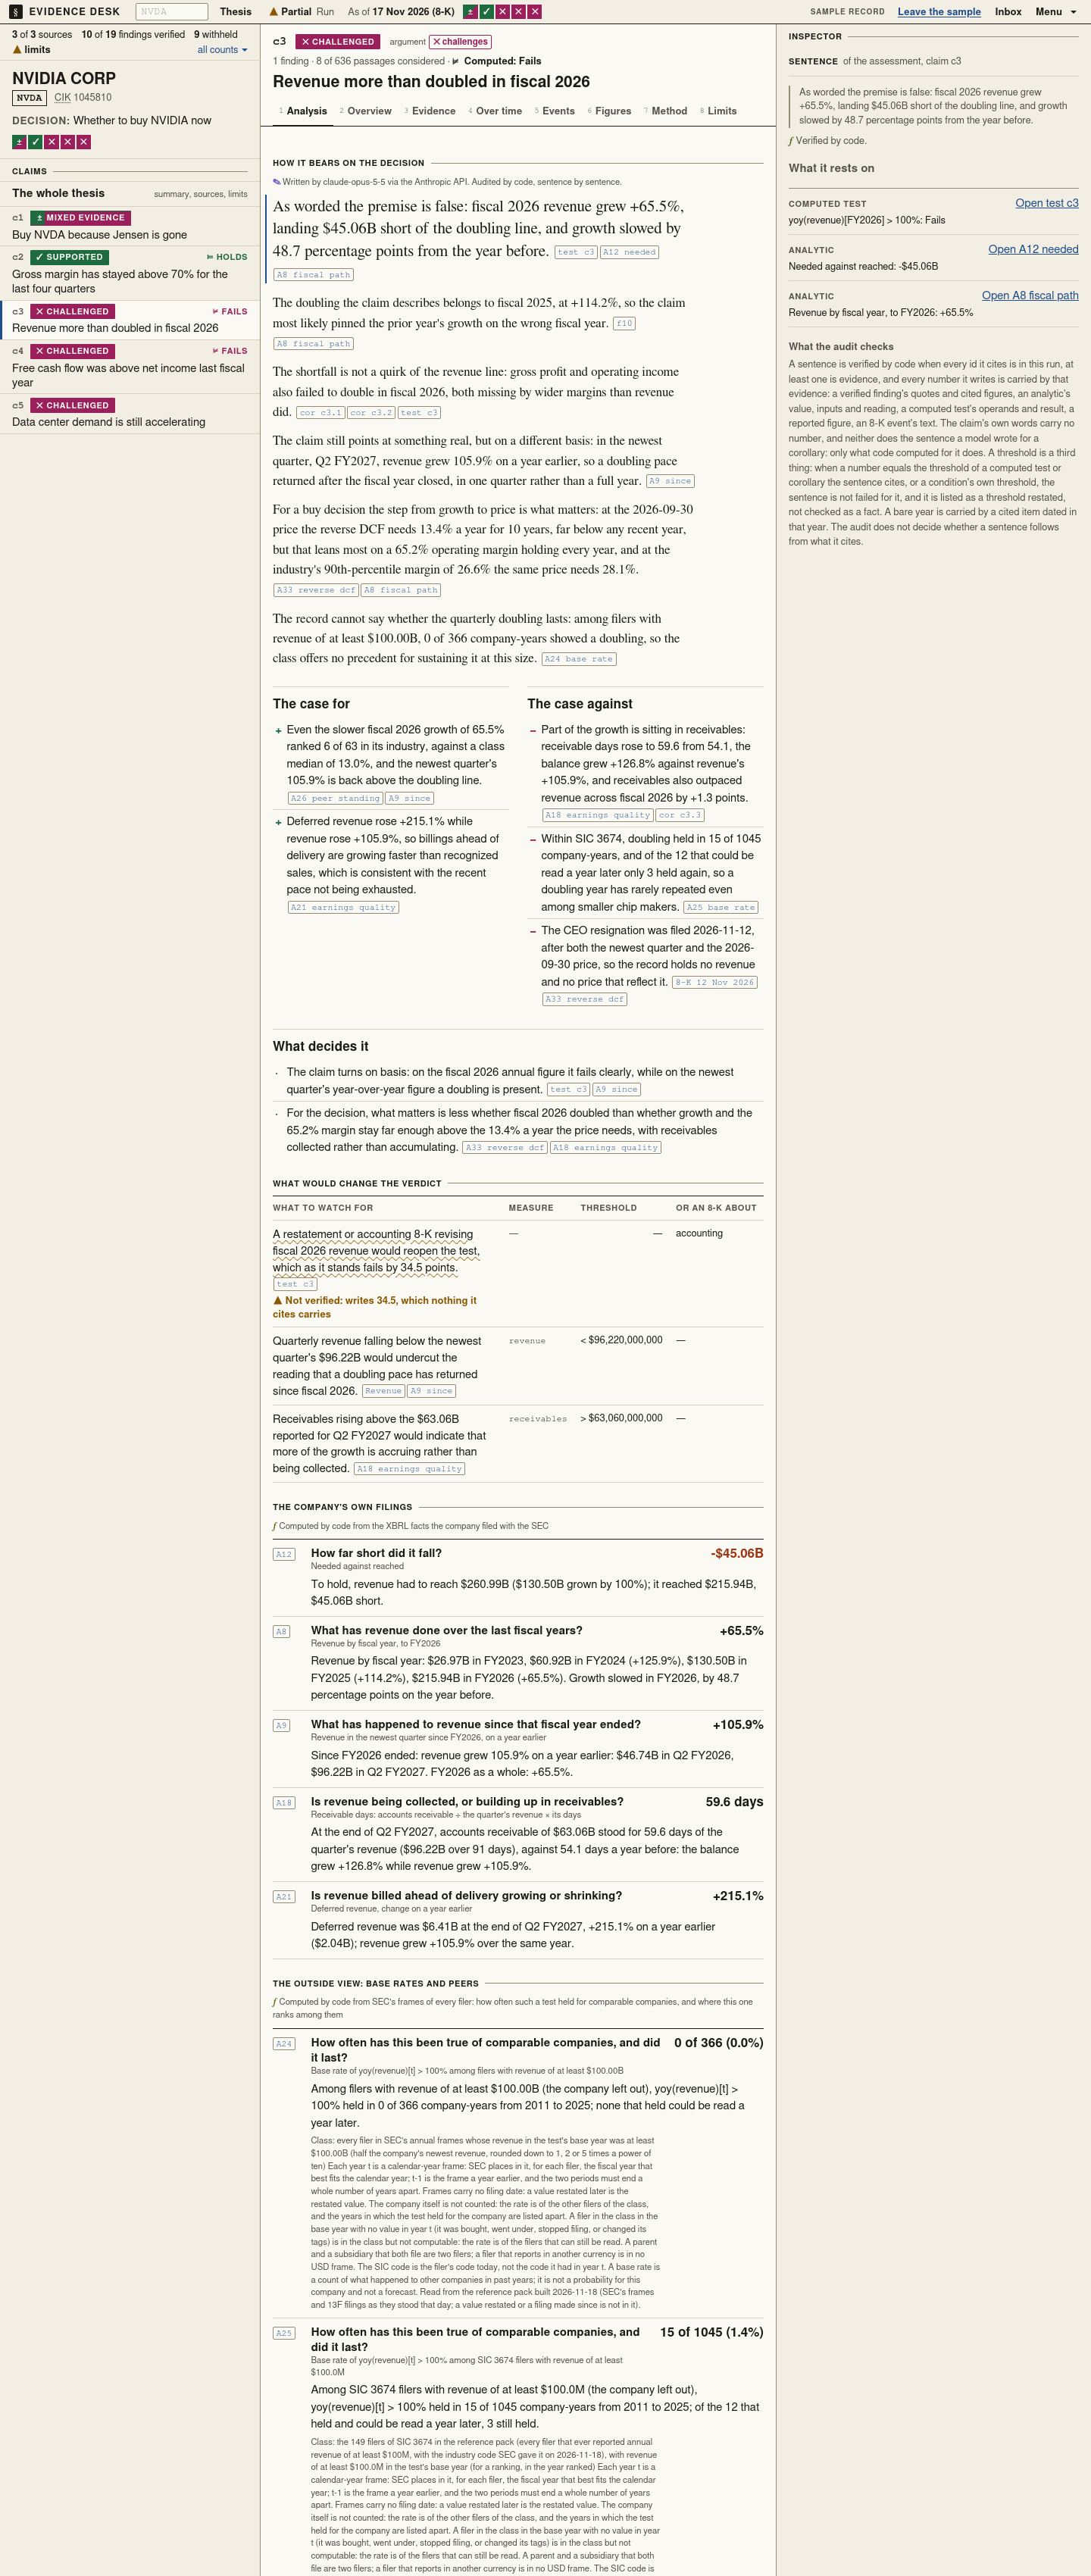 EVIDENCE DESK NVDA Thesis ▲ Partial Run As of 17 Nov 2026 (8-K) ± ✓ ✕ ✕ ✕ SAMPLE RECORD Leave the sample Inbox Menu
3 of 3 sources 10 of 19 findings verified 9 withheld
▲ limits all counts
NVIDIA CORP
NVDA CIK 1045810
DECISION: Whether to buy NVIDIA now
± ✓ ✕ ✕ ✕
CLAIMS
The whole thesis summary, sources, limits
c1 ± MIXED EVIDENCE
Buy NVDA because Jensen is gone
c2 ✓ SUPPORTED HOLDS
Gross margin has stayed above 70% for the
last four quarters
c3 ✕ CHALLENGED FAILS
Revenue more than doubled in fiscal 2026
c4 ✕ CHALLENGED FAILS
Free cash flow was above net income last fiscal
year
c5 ✕ CHALLENGED
Data center demand is still accelerating
c3 ✕ CHALLENGED argument ✕ challenges
1 finding · 8 of 636 passages considered · Computed: Fails
Revenue more than doubled in fiscal 2026
1 Analysis 2 Overview 3 Evidence 4 Over time 5 Events 6 Figures 7 Method 8 Limits
HOW IT BEARS ON THE DECISION
Written by claude-opus-5-5 via the Anthropic API. Audited by code, sentence by sentence.
As worded the premise is false: fiscal 2026 revenue grew +65.5%,
landing $45.06B short of the doubling line, and growth slowed by
48.7 percentage points from the year before. test c3 A12 needed
A8 fiscal path
The doubling the claim describes belongs to fiscal 2025, at +114.2%, so the claim
most likely pinned the prior year's growth on the wrong fiscal year. f10
A8 fiscal path
The shortfall is not a quirk of the revenue line: gross profit and operating income
also failed to double in fiscal 2026, both missing by wider margins than revenue
did. cor c3.1 cor c3.2 test c3
The claim still points at something real, but on a different basis: in the newest
quarter, Q2 FY2027, revenue grew 105.9% on a year earlier, so a doubling pace
returned after the fiscal year closed, in one quarter rather than a full year. A9 since
For a buy decision the step from growth to price is what matters: at the 2026-09-30
price the reverse DCF needs 13.4% a year for 10 years, far below any recent year,
but that leans most on a 65.2% operating margin holding every year, and at the
industry's 90th-percentile margin of 26.6% the same price needs 28.1%.
A33 reverse dcf A8 fiscal path
The record cannot say whether the quarterly doubling lasts: among filers with
revenue of at least $100.00B, 0 of 366 company-years showed a doubling, so the
class offers no precedent for sustaining it at this size. A24 base rate
The case for
+ Even the slower fiscal 2026 growth of 65.5%
ranked 6 of 63 in its industry, against a class
median of 13.0%, and the newest quarter's
105.9% is back above the doubling line.
A26 peer standing A9 since
+ Deferred revenue rose +215.1% while
revenue rose +105.9%, so billings ahead of
delivery are growing faster than recognized
sales, which is consistent with the recent
pace not being exhausted.
A21 earnings quality
The case against
– Part of the growth is sitting in receivables:
receivable days rose to 59.6 from 54.1, the
balance grew +126.8% against revenue's
+105.9%, and receivables also outpaced
revenue across fiscal 2026 by +1.3 points.
A18 earnings quality cor c3.3
– Within SIC 3674, doubling held in 15 of 1045
company-years, and of the 12 that could be
read a year later only 3 held again, so a
doubling year has rarely repeated even
among smaller chip makers. A25 base rate
– The CEO resignation was filed 2026-11-12,
after both the newest quarter and the 2026-
09-30 price, so the record holds no revenue
and no price that reflect it. 8-K 12 Nov 2026
A33 reverse dcf
What decides it
· The claim turns on basis: on the fiscal 2026 annual figure it fails clearly, while on the newest
quarter's year-over-year figure a doubling is present. test c3 A9 since
· For the decision, what matters is less whether fiscal 2026 doubled than whether growth and the
65.2% margin stay far enough above the 13.4% a year the price needs, with receivables
collected rather than accumulating. A33 reverse dcf A18 earnings quality
WHAT WOULD CHANGE THE VERDICT
WHAT TO WATCH FOR MEASURE THRESHOLD OR AN 8-K ABOUT
A restatement or accounting 8-K revising — — accounting
fiscal 2026 revenue would reopen the test,
which as it stands fails by 34.5 points.
test c3
▲ Not verified: writes 34.5, which nothing it
cites carries
Quarterly revenue falling below the newest revenue < $96,220,000,000 —
quarter's $96.22B would undercut the
reading that a doubling pace has returned
since fiscal 2026. Revenue A9 since
Receivables rising above the $63.06B receivables > $63,060,000,000 —
reported for Q2 FY2027 would indicate that
more of the growth is accruing rather than
being collected. A18 earnings quality
THE COMPANY'S OWN FILINGS
f Computed by code from the XBRL facts the company filed with the SEC
A12 How far short did it fall? -$45.06B
Needed against reached
To hold, revenue had to reach $260.99B ($130.50B grown by 100%); it reached $215.94B,
$45.06B short.
A8 What has revenue done over the last fiscal years? +65.5%
Revenue by fiscal year, to FY2026
Revenue by fiscal year: $26.97B in FY2023, $60.92B in FY2024 (+125.9%), $130.50B in
FY2025 (+114.2%), $215.94B in FY2026 (+65.5%). Growth slowed in FY2026, by 48.7
percentage points on the year before.
A9 What has happened to revenue since that fiscal year ended? +105.9%
Revenue in the newest quarter since FY2026, on a year earlier
Since FY2026 ended: revenue grew 105.9% on a year earlier: $46.74B in Q2 FY2026,
$96.22B in Q2 FY2027. FY2026 as a whole: +65.5%.
A18 Is revenue being collected, or building up in receivables? 59.6 days
Receivable days: accounts receivable ÷ the quarter's revenue × its days
At the end of Q2 FY2027, accounts receivable of $63.06B stood for 59.6 days of the
quarter's revenue ($96.22B over 91 days), against 54.1 days a year before: the balance
grew +126.8% while revenue grew +105.9%.
A21 Is revenue billed ahead of delivery growing or shrinking? +215.1%
Deferred revenue, change on a year earlier
Deferred revenue was $6.41B at the end of Q2 FY2027, +215.1% on a year earlier
($2.04B); revenue grew +105.9% over the same year.
THE OUTSIDE VIEW: BASE RATES AND PEERS
f Computed by code from SEC's frames of every filer: how often such a test held for comparable companies, and where this one
ranks among them
A24 How often has this been true of comparable companies, and did 0 of 366 (0.0%)
it last?
Base rate of yoy(revenue)[t] > 100% among filers with revenue of at least $100.00B
Among filers with revenue of at least $100.00B (the company left out), yoy(revenue)[t] >
100% held in 0 of 366 company-years from 2011 to 2025; none that held could be read a
year later.
Class: every filer in SEC's annual frames whose revenue in the test's base year was at least
$100.00B (half the company's newest revenue, rounded down to 1, 2 or 5 times a power of
ten) Each year t is a calendar-year frame: SEC places in it, for each filer, the fiscal year that
best fits the calendar year; t-1 is the frame a year earlier, and the two periods must end a
whole number of years apart. Frames carry no filing date: a value restated later is the
restated value. The company itself is not counted: the rate is of the other filers of the class,
and the years in which the test held for the company are listed apart. A filer in the class in the
base year with no value in year t (it was bought, went under, stopped filing, or changed its
tags) is in the class but not computable: the rate is of the filers that can still be read. A parent
and a subsidiary that both file are two filers; a filer that reports in another currency is in no
USD frame. The SIC code is the filer's code today, not the code it had in year t. A base rate is
a count of what happened to other companies in past years; it is not a probability for this
company and not a forecast. Read from the reference pack built 2026-11-18 (SEC's frames
and 13F filings as they stood that day; a value restated or a filing made since is not in it).
A25 How often has this been true of comparable companies, and 15 of 1045 (1.4%)
did it last?
Base rate of yoy(revenue)[t] > 100% among SIC 3674 filers with revenue of at least
$100.0M
Among SIC 3674 filers with revenue of at least $100.0M (the company left out),
yoy(revenue)[t] > 100% held in 15 of 1045 company-years from 2011 to 2025; of the 12 that
held and could be read a year later, 3 still held.
Class: the 149 filers of SIC 3674 in the reference pack (every filer that ever reported annual
revenue of at least $100M, with the industry code SEC gave it on 2026-11-18), with revenue
of at least $100.0M in the test's base year (for a ranking, in the year ranked) Each year t is a
calendar-year frame: SEC places in it, for each filer, the fiscal year that best fits the calendar
year; t-1 is the frame a year earlier, and the two periods must end a whole number of years
apart. Frames carry no filing date: a value restated later is the restated value. The company
itself is not counted: the rate is of the other filers of the class, and the years in which the test
held for the company are listed apart. A filer in the class in the base year with no value in year
t (it was bought, went under, stopped filing, or changed its tags) is in the class but not
computable: the rate is of the filers that can still be read. A parent and a subsidiary that both
file are two filers; a filer that reports in another currency is in no USD frame. The SIC code is
INSPECTOR
SENTENCE of the assessment, claim c3
As worded the premise is false: fiscal 2026 revenue grew
+65.5%, landing $45.06B short of the doubling line, and growth
slowed by 48.7 percentage points from the year before.
f Verified by code.
What it rests on
COMPUTED TEST Open test c3
yoy(revenue)[FY2026] > 100%: Fails
ANALYTIC Open A12 needed
Needed against reached: -$45.06B
ANALYTIC Open A8 fiscal path
Revenue by fiscal year, to FY2026: +65.5%
What the audit checks
A sentence is verified by code when every id it cites is in this run, at
least one is evidence, and every number it writes is carried by that
evidence: a verified finding's quotes and cited figures, an analytic's
value, inputs and reading, a computed test's operands and result, a
reported figure, an 8-K event's text. The claim's own words carry no
number, and neither does the sentence a model wrote for a
corollary: only what code computed for it does. A threshold is a third
thing: when a number equals the threshold of a computed test or
corollary the sentence cites, or a condition's own threshold, the
sentence is not failed for it, and it is listed as a threshold restated,
not checked as a fact. A bare year is carried by a cited item dated in
that year. The audit does not decide whether a sentence follows
from what it cites.